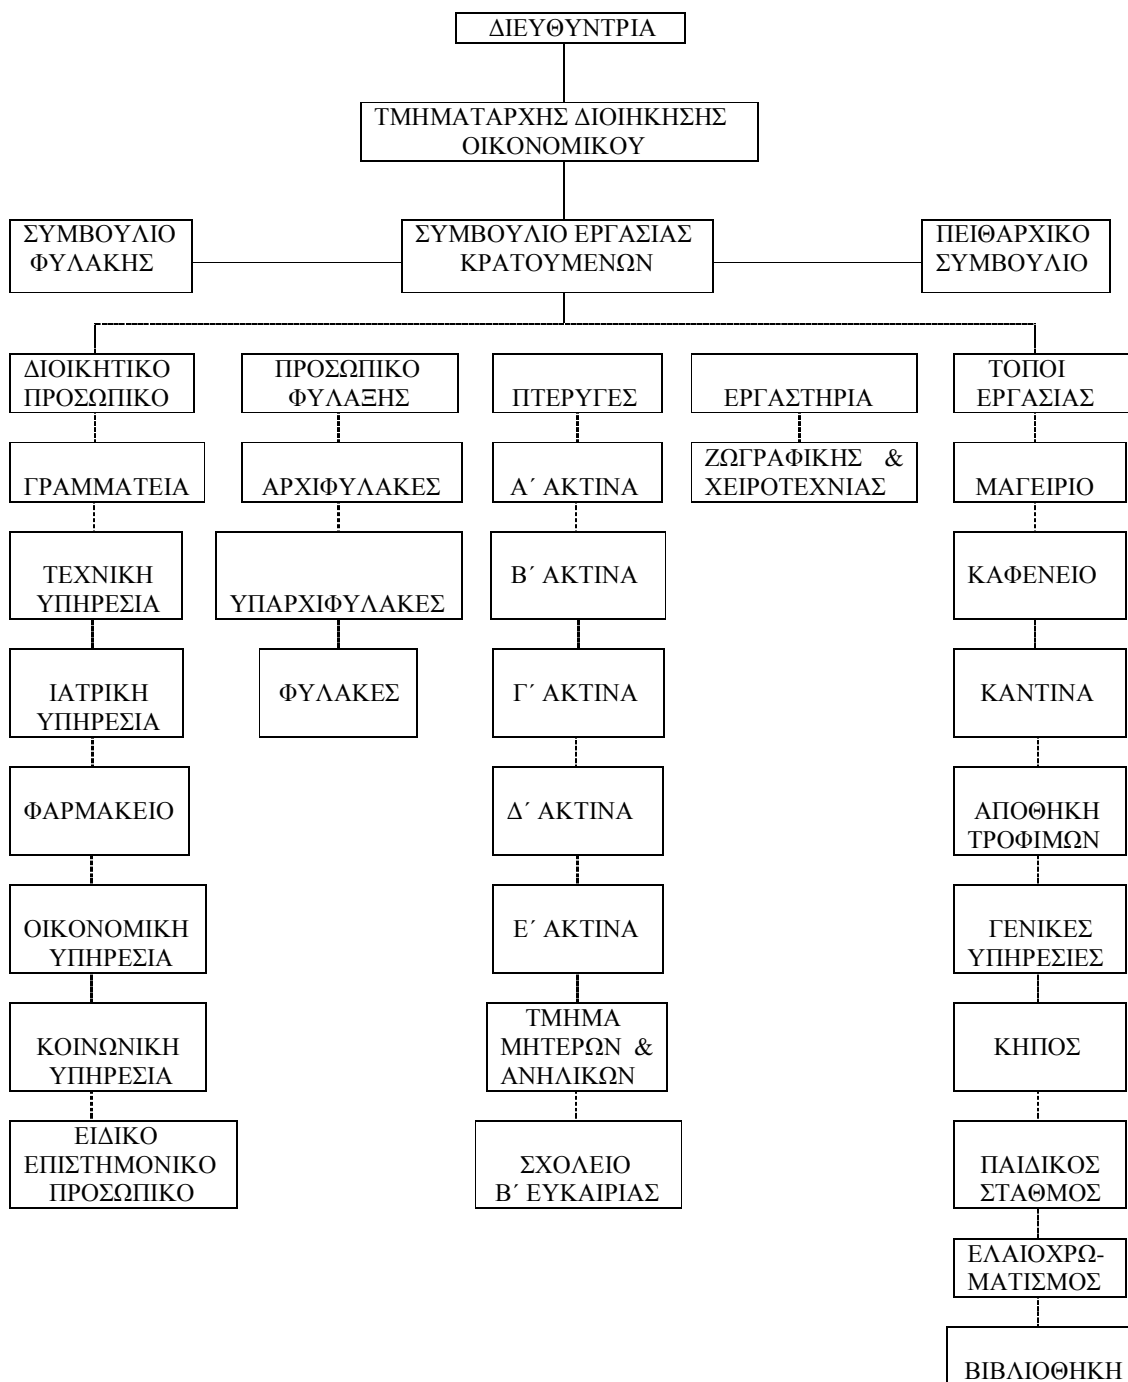 ΔΙΕΥΘΥΝΤΡΙΑ
ΤΜΗΜΑΤΑΡΧΗΣ ΔΙΟΙΗΚΗΣΗΣ
ΟΙΚΟΝΟΜΙΚΟΥ
ΣΥΜΒΟΥΛΙΟ
ΦΥΛΑΚΗΣ
ΣΥΜΒΟΥΛΙΟ ΕΡΓΑΣΙΑΣ
ΚΡΑΤΟΥΜΕΝΩΝ
ΠΕΙΘΑΡΧΙΚΟ
ΣΥΜΒΟΥΛΙΟ
ΔΙΟΙΚΗΤΙΚΟ
ΠΡΟΣΩΠΙΚΟ
ΓΡΑΜΜΑΤΕΙΑ
ΤΕΧΝΙΚΗ
ΥΠΗΡΕΣΙΑ
ΙΑΤΡΙΚΗ
ΥΠΗΡΕΣΙΑ
ΦΑΡΜΑΚΕΙΟ
ΟΙΚΟΝΟΜΙΚΗ
ΥΠΗΡΕΣΙΑ
ΚΟΙΝΩΝΙΚΗ
ΥΠΗΡΕΣΙΑ
ΕΙΔΙΚΟ
ΕΠΙΣΤΗΜΟΝΙΚΟ
ΠΡΟΣΩΠΙΚΟ
ΠΡΟΣΩΠΙΚΟ
ΦΥΛΑΞΗΣ
ΑΡΧΙΦΥΛΑΚΕΣ
ΥΠΑΡΧΙΦΥΛΑΚΕΣ
ΦΥΛΑΚΕΣ
ΠΤΕΡΥΓΕΣ
Α΄ ΑΚΤΙΝΑ
Β΄ ΑΚΤΙΝΑ
Γ΄ ΑΚΤΙΝΑ
Δ΄ ΑΚΤΙΝΑ
Ε΄ ΑΚΤΙΝΑ
ΤΜΗΜΑ
ΜΗΤΕΡΩΝ &
ΑΝΗΛΙΚΩΝ
ΣΧΟΛΕΙΟ
Β΄ ΕΥΚΑΙΡΙΑΣ
ΕΡΓΑΣΤΗΡΙΑ
ΖΩΓΡΑΦΙΚΗΣ &
ΧΕΙΡΟΤΕΧΝΙΑΣ
ΤΟΠΟΙ
ΕΡΓΑΣΙΑΣ
ΜΑΓΕΙΡΙΟ
ΚΑΦΕΝΕΙΟ
ΚΑΝΤΙΝΑ
ΑΠΟΘΗΚΗ
ΤΡΟΦΙΜΩΝ
ΓΕΝΙΚΕΣ
ΥΠΗΡΕΣΙΕΣ
ΚΗΠΟΣ
ΠΑΙΔΙΚΟΣ
ΣΤΑΘΜΟΣ
ΕΛΑΙΟΧΡΩ-
ΜΑΤΙΣΜΟΣ
ΒΙΒΛΙΟΘΗΚΗ